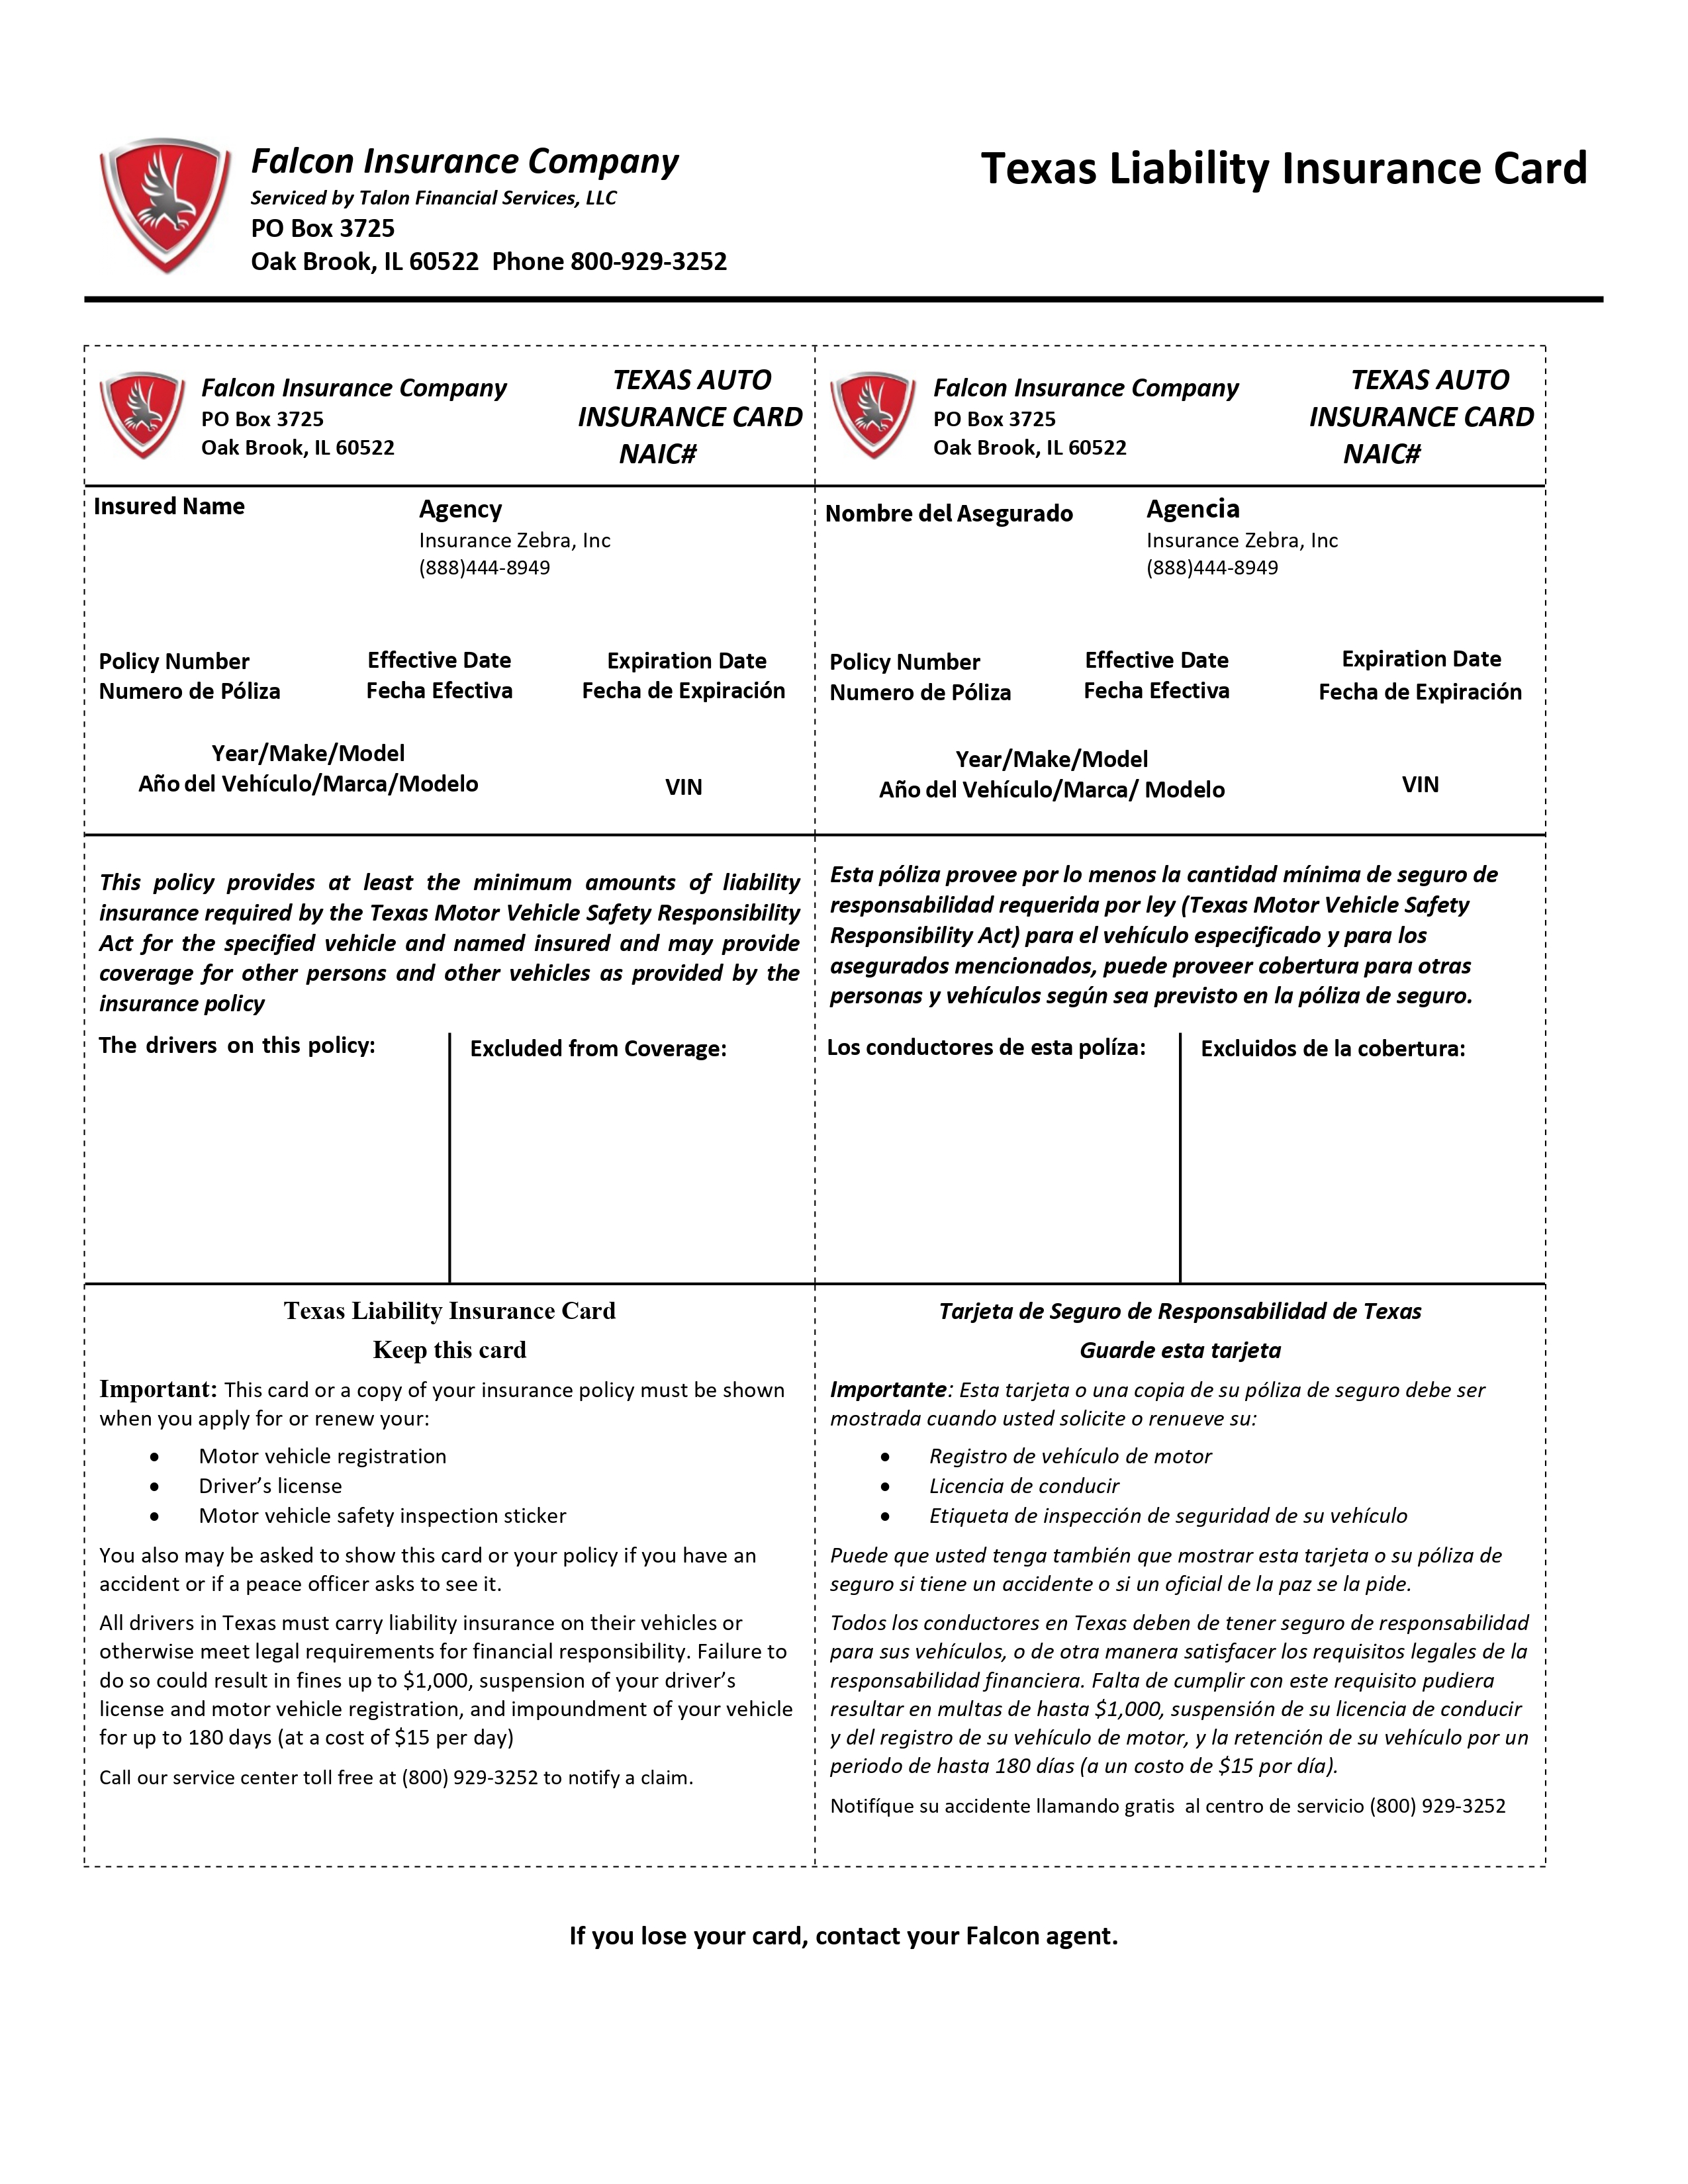 Falcon Insurance Company
Serviced by Talon Financial Services, LLC
PO Box 3725
Oak Brook, IL 60522  Phone 800-929-3252
Texas Liability Insurance Card
Falcon Insurance Company
PO Box 3725
Oak Brook, IL 60522
TEXAS AUTO
INSURANCE CARD
NAIC#
Insured Name
Agency
Insurance Zebra, Inc
(888)444-8949
Policy Number
Numero de Póliza
Effective Date
Fecha Efectiva
Expiration Date
Fecha de Expiración
Year/Make/Model
Año del Vehículo/Marca/Modelo
VIN
This policy provides at least the minimum amounts of liability
insurance required by the Texas Motor Vehicle Safety Responsibility
Act for the specified vehicle and named insured and may provide
coverage for other persons and other vehicles as provided by the
insurance policy
The drivers on this policy:
Excluded from Coverage:
Texas Liability Insurance Card
Keep this card
Important: This card or a copy of your insurance policy must be shown
when you apply for or renew your:
• Motor vehicle registration
• Driver’s license
• Motor vehicle safety inspection sticker
You also may be asked to show this card or your policy if you have an
accident or if a peace officer asks to see it.
All drivers in Texas must carry liability insurance on their vehicles or
otherwise meet legal requirements for financial responsibility. Failure to
do so could result in fines up to $1,000, suspension of your driver’s
license and motor vehicle registration, and impoundment of your vehicle
for up to 180 days (at a cost of $15 per day)
Call our service center toll free at (800) 929-3252 to notify a claim.
Falcon Insurance Company
PO Box 3725
Oak Brook, IL 60522
TEXAS AUTO
INSURANCE CARD
NAIC#
Nombre del Asegurado
Agencia
Insurance Zebra, Inc
(888)444-8949
Policy Number
Numero de Póliza
Effective Date
Fecha Efectiva
Expiration Date
Fecha de Expiración
Year/Make/Model
Año del Vehículo/Marca/ Modelo
VIN
Esta póliza provee por lo menos la cantidad mínima de seguro de
responsabilidad requerida por ley (Texas Motor Vehicle Safety
Responsibility Act) para el vehículo especificado y para los
asegurados mencionados, puede proveer cobertura para otras
personas y vehículos según sea previsto en la póliza de seguro.
Los conductores de esta políza:
Excluidos de la cobertura:
Tarjeta de Seguro de Responsabilidad de Texas
Guarde esta tarjeta
Importante: Esta tarjeta o una copia de su póliza de seguro debe ser
mostrada cuando usted solicite o renueve su:
• Registro de vehículo de motor
• Licencia de conducir
• Etiqueta de inspección de seguridad de su vehículo
Puede que usted tenga también que mostrar esta tarjeta o su póliza de
seguro si tiene un accidente o si un oficial de la paz se la pide.
Todos los conductores en Texas deben de tener seguro de responsabilidad
para sus vehículos, o de otra manera satisfacer los requisitos legales de la
responsabilidad financiera. Falta de cumplir con este requisito pudiera
resultar en multas de hasta $1,000, suspensión de su licencia de conducir
y del registro de su vehículo de motor, y la retención de su vehículo por un
periodo de hasta 180 días (a un costo de $15 por día).
Notifíque su accidente llamando gratis  al centro de servicio (800) 929-3252
If you lose your card, contact your Falcon agent.